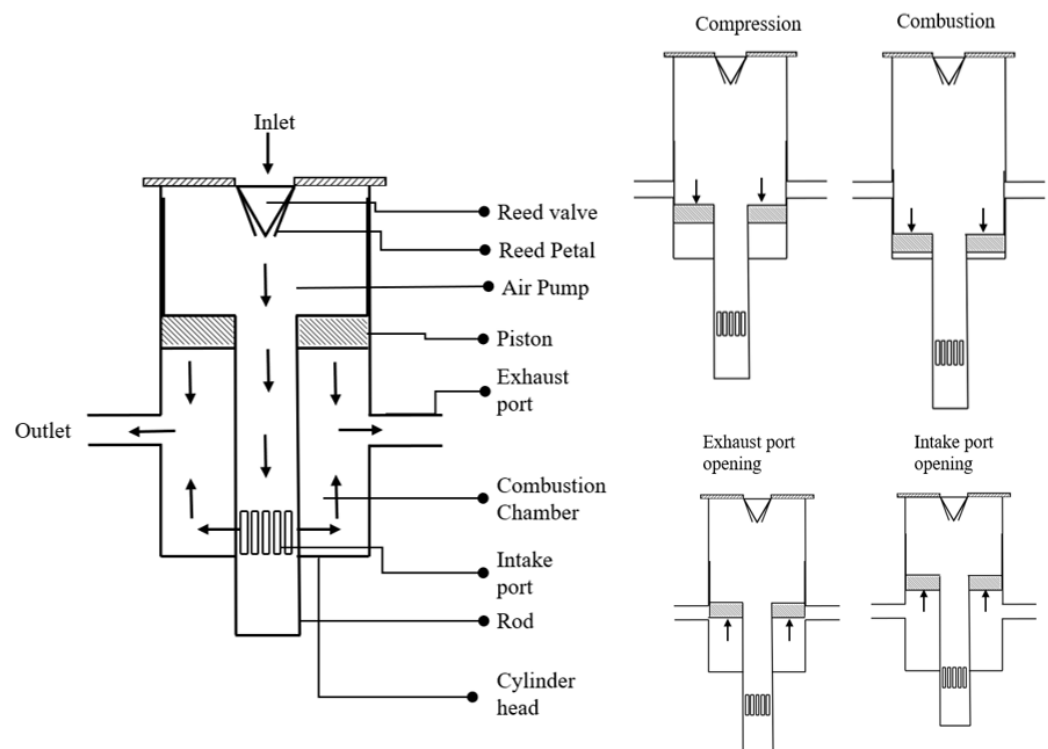 Inlet
Reed valve
Reed Petal
Air Pump
Piston
Exhaust
port
Outlet
Combustion
Chamber
Intake
port
Rod
Cylinder
head
Compression
Combustion
Exhaust port
opening
Intake port
opening